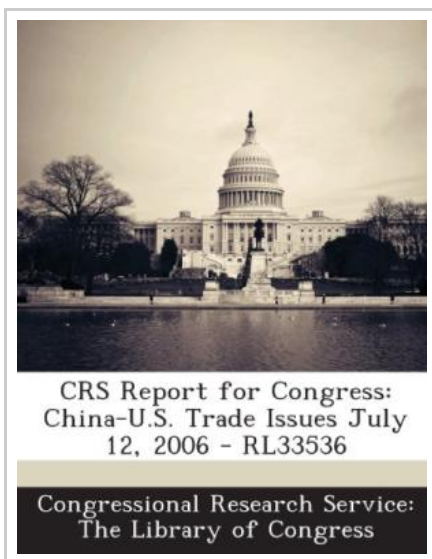 CRS Report for Congress:
China-U.S. Trade Issues July
12, 2006 - RL33536
Congressional Research Service:
The Library of Congress